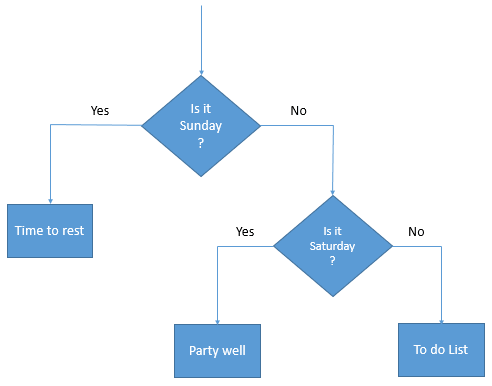 Is it
Sunday
?
Yes
No
Time to rest
Is it
Saturday
?
Yes
No
Party well
To do List